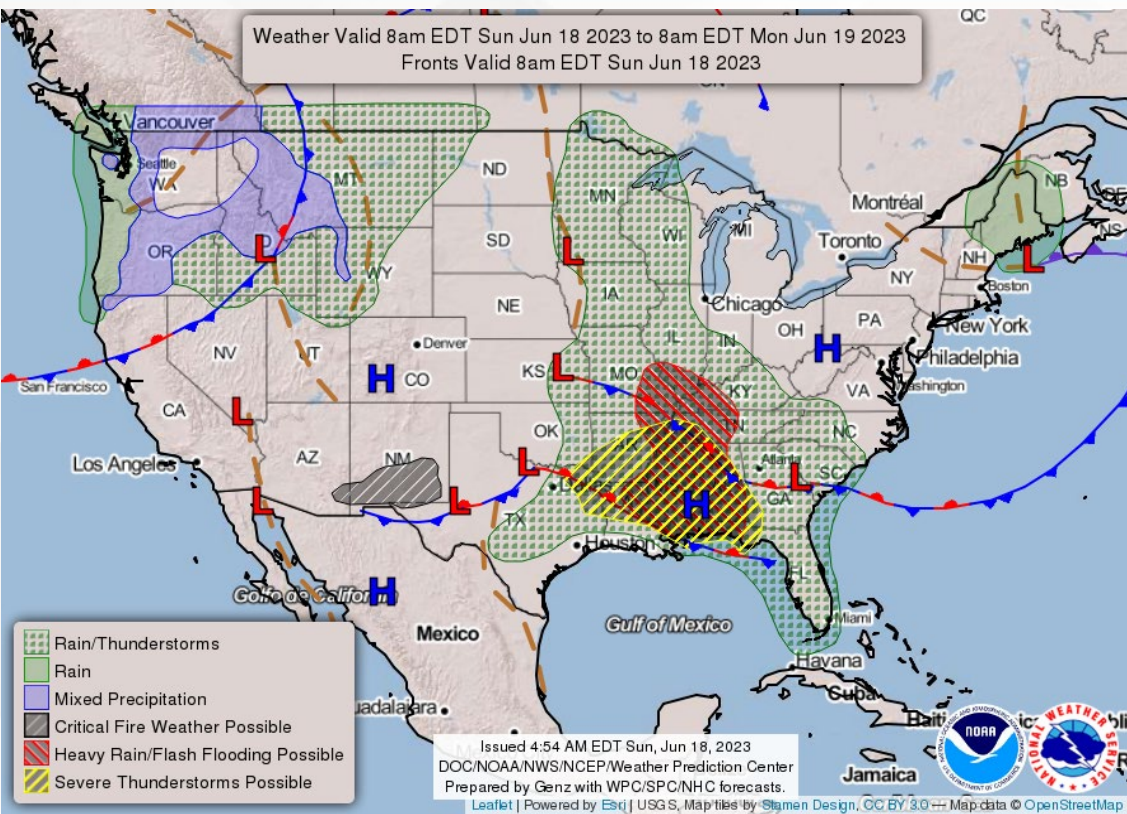 QC
Weather Valid 8am EDT Sun Jun 18 2023 to 8am EDT Mon Jun 19 2023
Fronts Valid 8am EDT Sun Jun 18 2023
Vancouver
Seattle
WA
MT
ND
MN
Montréal
NB
NS
OR
SD
WI
MI
Toronto
NH
NY
Boston
WY
IA
NE
Chicago
PA
New York
IL
IN
OH
H
NV
UT
Denver
Philadelphia
San Francisco
H
CO
KS
MO
KY
VA
CA
TN
OK
NC
Los Angeles
AZ
NM
Atlanta
SC
GA
H
TX
Houston
FL
H
Mexico
Gulf of Mexico
Miami
Havana
Cuba
Jamaica
L
L
L
L
L
L
L
L
L
Rain/Thunderstorms
Rain
Mixed Precipitation
Critical Fire Weather Possible
Heavy Rain/Flash Flooding Possible
Severe Thunderstorms Possible
Issued 4:54 AM EDT Sun, Jun 18, 2023
DOC/NOAA/NWS/NCEP/Weather Prediction Center
Prepared by Genz with WPC/SPC/NHC forecasts.
NOAA
NATIONAL WEATHER SERVICE
Leaflet | Powered by Esri | USGS, Map tiles by Stamen Design, CC BY 3.0 — Map data © OpenStreetMap